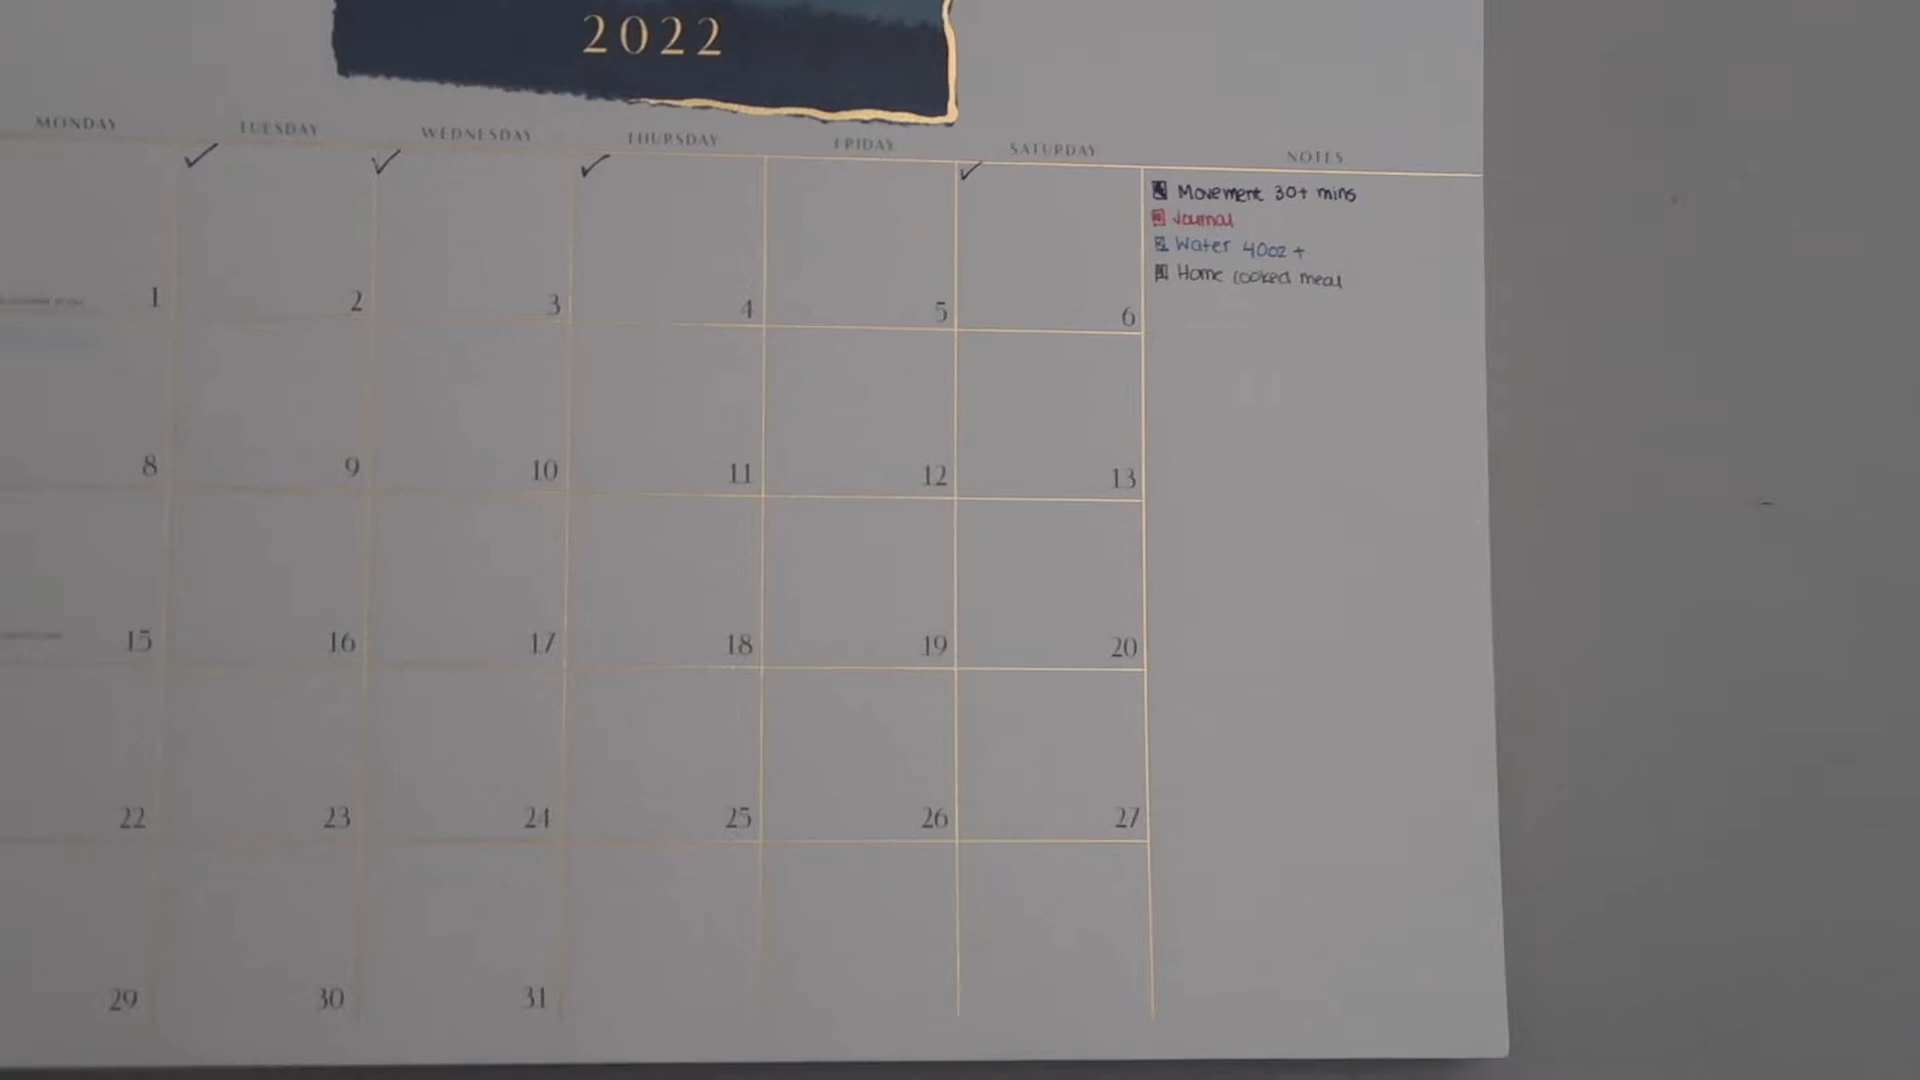 2022
MONDAY TUESDAY WEDNESDAY THURSDAY FRIDAY SATURDAY NOTES
Movement 30+ mins
Journal
Water 40oz +
Home cooked meal
1 2 3 4 5 6
8 9 10 11 12 13
15 16 17 18 19 20
22 23 24 25 26 27
29 30 31